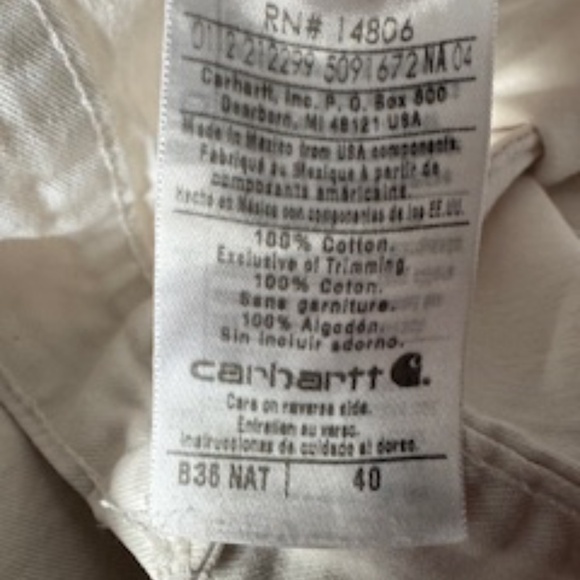 RN# 14806
0112 212299 5091672 NA 04
Carhartt, Inc. P. O. Box 600
Dearborn, MI 48121 USA
Made in Mexico from USA components.
Fabriqué au Mexique à partir de
composants américains.
Hecho en México con componentes de los EE.UU.
100% Cotton.
Exclusive of Trimming.
100% Coton.
Sans garniture.
100% Algodón.
Sin incluir adorno.
carhartt
Care on reverse side.
Entretien au verso.
Instrucciones de cuidado al dorso.
B36 NAT 40